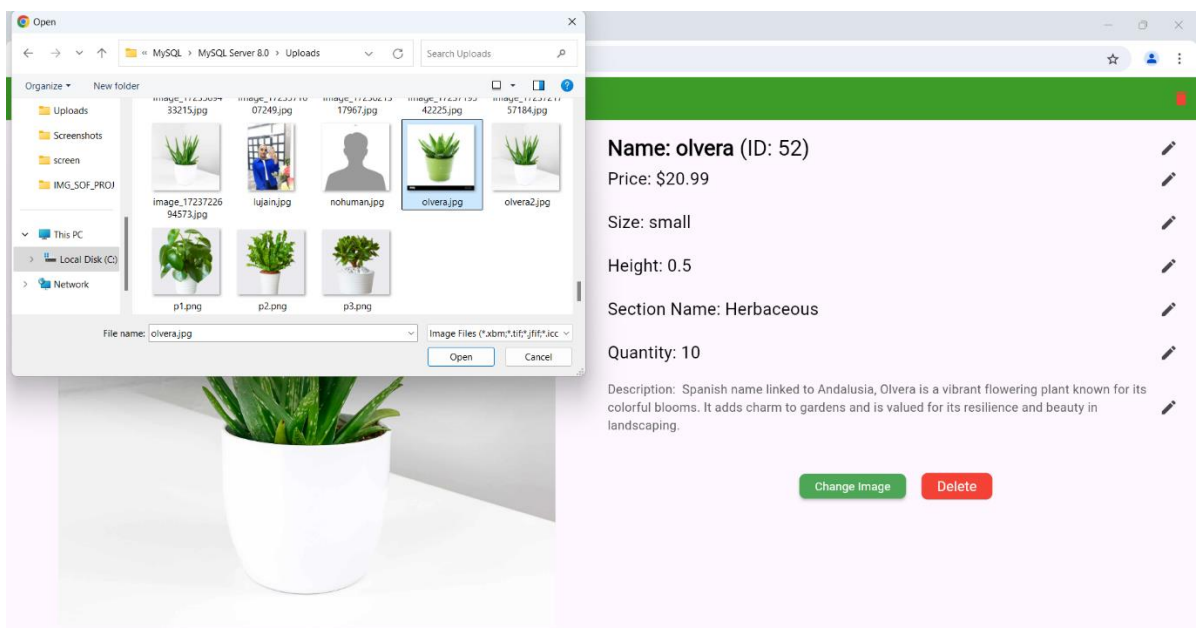 Open
« MySQL › MySQL Server 8.0 › Uploads
Search Uploads
Organize
New folder
Uploads
Screenshots
screen
IMG_SOF_PROJ
This PC
Local Disk (C:)
Network
33215.jpg
07249.jpg
17967.jpg
42225.jpg
57184.jpg
image_17237226
94573.jpg
lujain.jpg
nohuman.jpg
olvera.jpg
olvera2.jpg
p1.png
p2.png
p3.png
File name: olvera.jpg
Image Files (*.xbm;*.tif;*.jfif;*.icc
Open
Cancel
Name: olvera (ID: 52)
Price: $20.99
Size: small
Height: 0.5
Section Name: Herbaceous
Quantity: 10
Description: Spanish name linked to Andalusia, Olvera is a vibrant flowering plant known for its
colorful blooms. It adds charm to gardens and is valued for its resilience and beauty in
landscaping.
Change Image
Delete